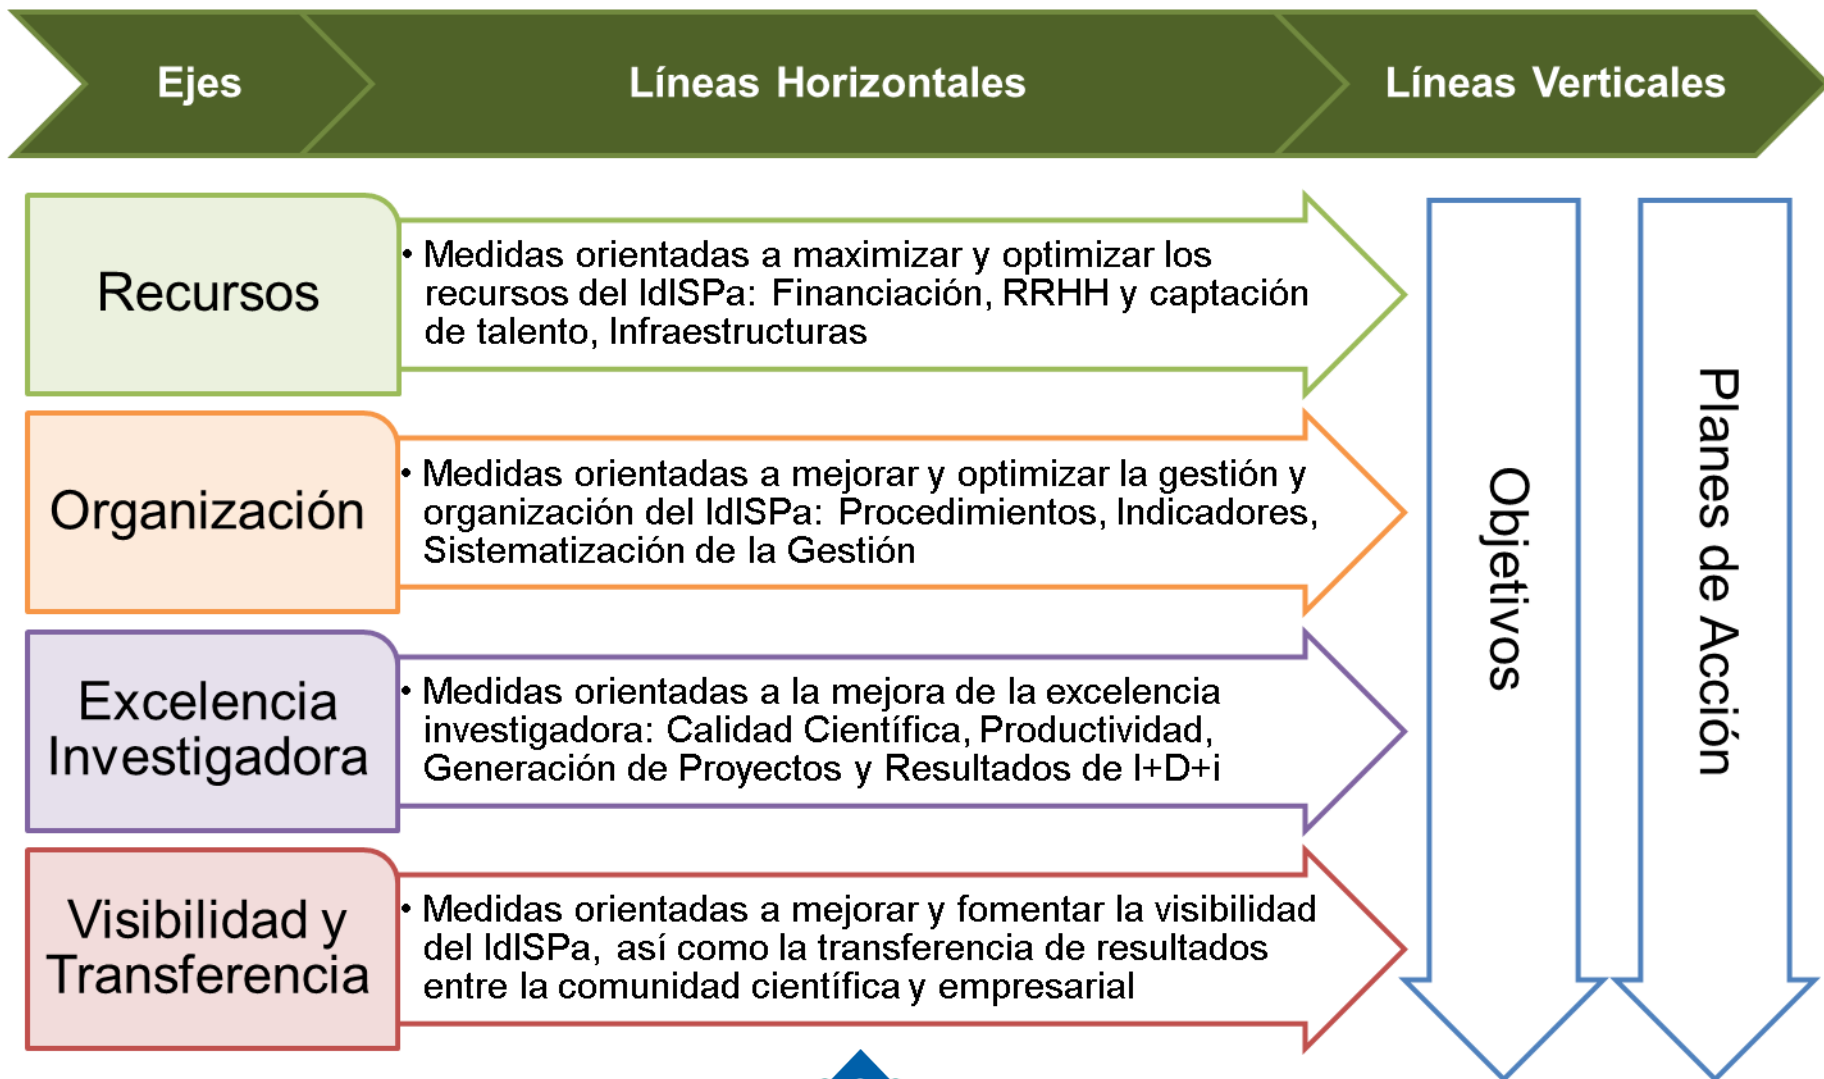 Ejes
Líneas Horizontales
Líneas Verticales
Recursos
• Medidas orientadas a maximizar y optimizar los
recursos del IdISPa: Financiación, RRHH y captación
de talento, Infraestructuras
Organización
• Medidas orientadas a mejorar y optimizar la gestión y
organización del IdISPa: Procedimientos, Indicadores,
Sistematización de la Gestión
Excelencia
Investigadora
• Medidas orientadas a la mejora de la excelencia
investigadora: Calidad Científica, Productividad,
Generación de Proyectos y Resultados de I+D+i
Visibilidad y
Transferencia
• Medidas orientadas a mejorar y fomentar la visibilidad
del IdISPa, así como la transferencia de resultados
entre la comunidad científica y empresarial
Objetivos
Planes de Acción